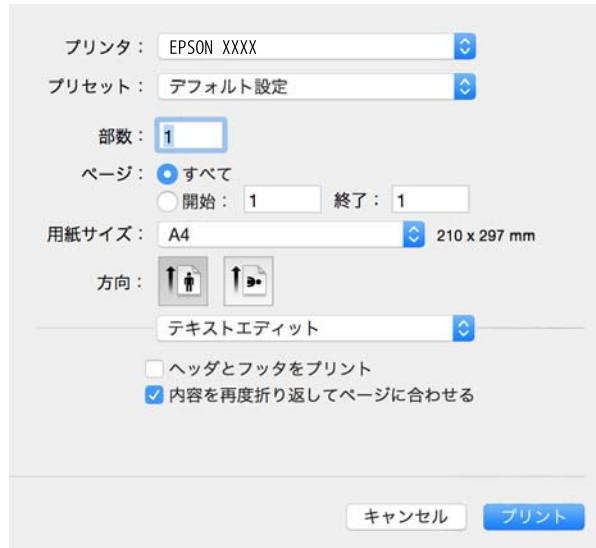 プリンタ： EPSON XXXX
プリセット： デフォルト設定
部数： 1
ページ： すべて
開始： 1 終了： 1
用紙サイズ： A4 210 x 297 mm
方向：
テキストエディット
ヘッダとフッタをプリント
内容を再度折り返してページに合わせる
キャンセル プリント